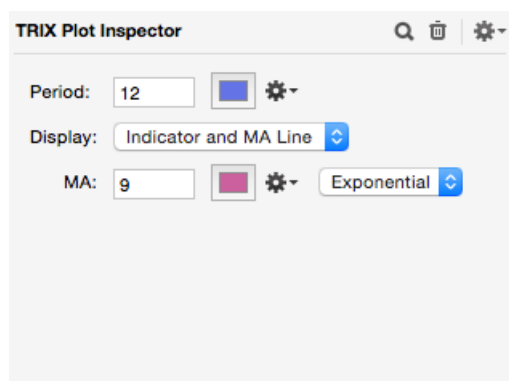 TRIX Plot Inspector
Period: 12
Display: Indicator and MA Line
MA: 9 Exponential